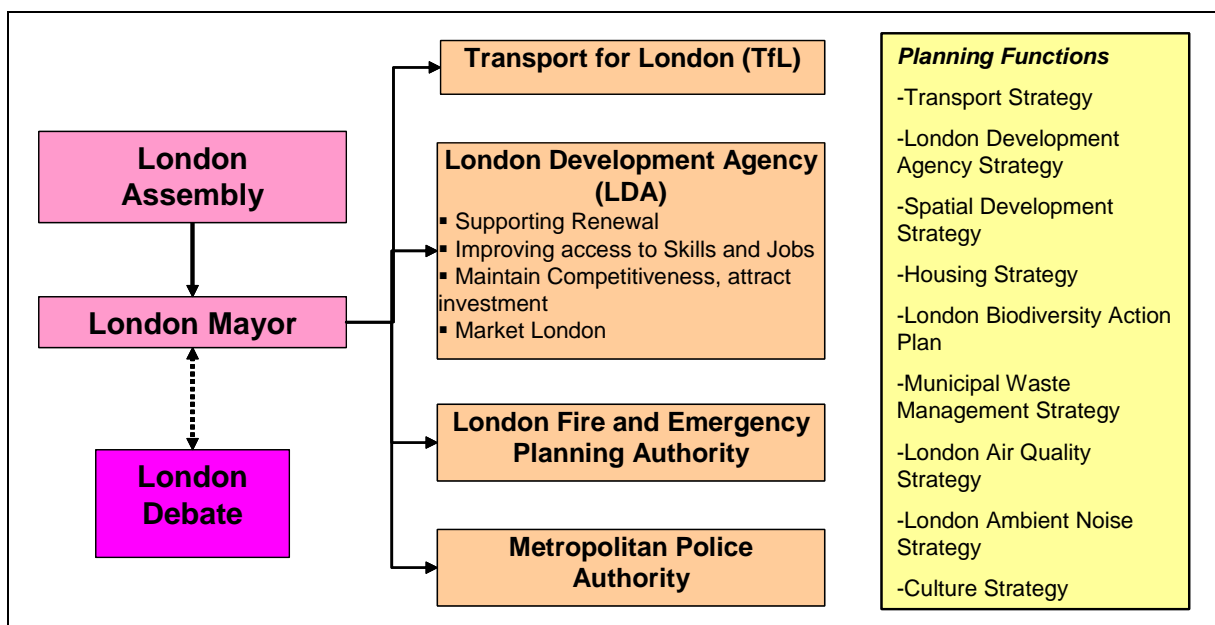 London
Assembly
London Mayor
London
Debate
Transport for London (TfL)
London Development Agency
(LDA)
▪ Supporting Renewal
▪ Improving access to Skills and Jobs
▪ Maintain Competitiveness, attract
investment
▪ Market London
London Fire and Emergency
Planning Authority
Metropolitan Police
Authority
Planning Functions
-Transport Strategy
-London Development
Agency Strategy
-Spatial Development
Strategy
-Housing Strategy
-London Biodiversity Action
Plan
-Municipal Waste
Management Strategy
-London Air Quality
Strategy
-London Ambient Noise
Strategy
-Culture Strategy